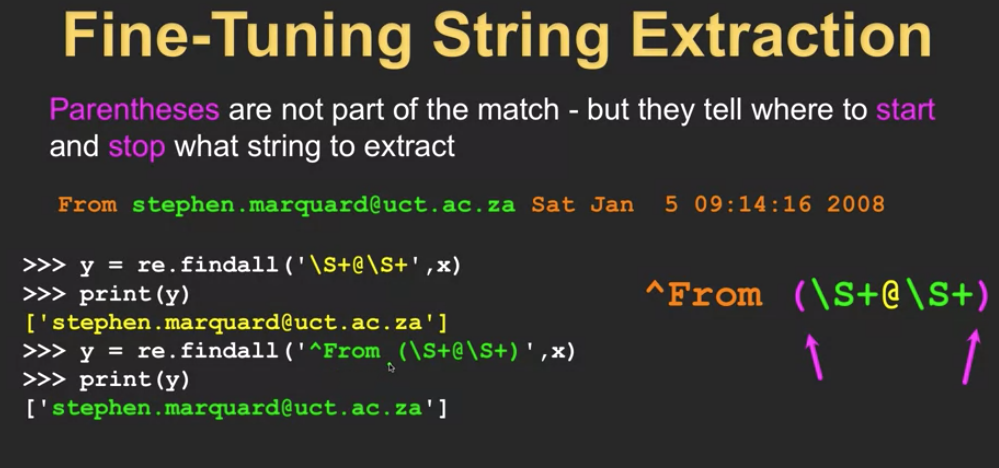 Fine-Tuning String Extraction
Parentheses are not part of the match - but they tell where to start
and stop what string to extract
From stephen.marquard@uct.ac.za Sat Jan  5 09:14:16 2008
>>> y = re.findall('\S+@\S+',x)
>>> print(y)
['stephen.marquard@uct.ac.za']
>>> y = re.findall('^From (\S+@\S+)',x)
>>> print(y)
['stephen.marquard@uct.ac.za']
^From (\S+@\S+)